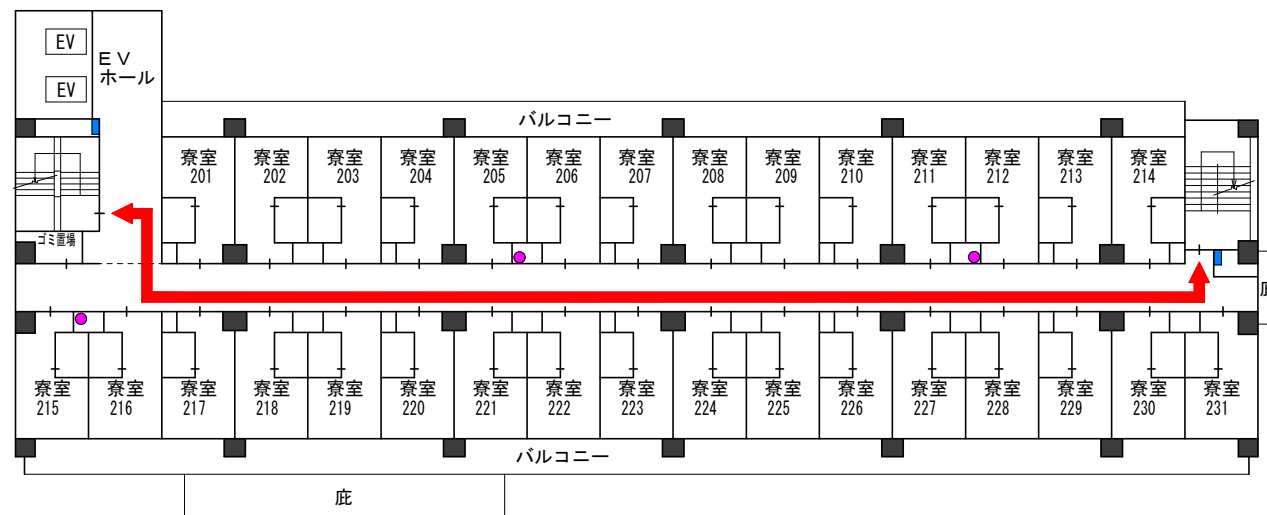 EV
EV
ＥＶ
ホール
バルコニー
寮室
201
寮室
202
寮室
203
寮室
204
寮室
205
寮室
206
寮室
207
寮室
208
寮室
209
寮室
210
寮室
211
寮室
212
寮室
213
寮室
214
ゴミ置場
庇
寮室
215
寮室
216
寮室
217
寮室
218
寮室
219
寮室
220
寮室
221
寮室
222
寮室
223
寮室
224
寮室
225
寮室
226
寮室
227
寮室
228
寮室
229
寮室
230
寮室
231
バルコニー
庇